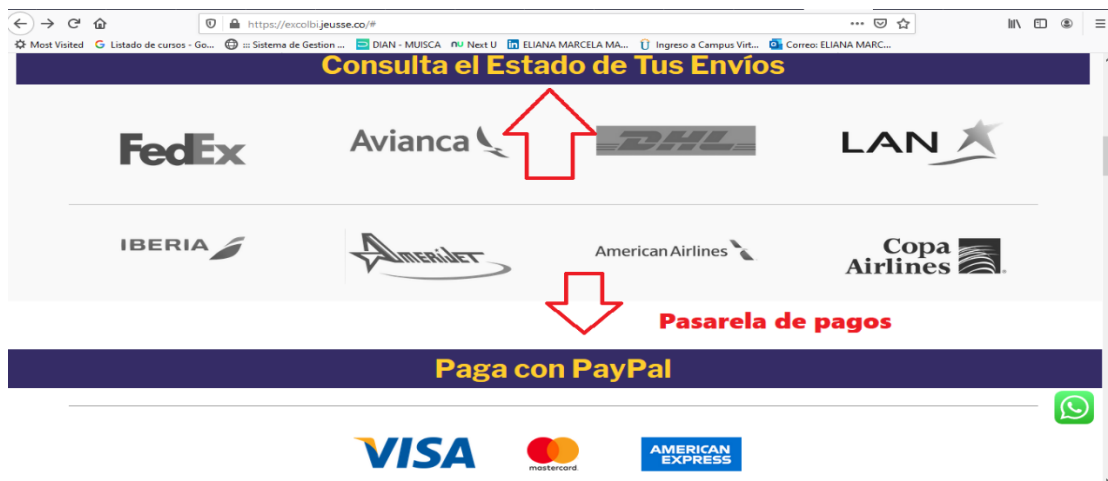 https://excolbi.jeusse.co/#
Most Visited Listado de cursos - Go... ::: Sistema de Gestion ... DIAN - MUISCA nu Next U ELIANA MARCELA MA... Ingreso a Campus Virt... Correo: ELIANA MARC...
Consulta el Estado de Tus Envíos
FedEx Avianca DHL LAN
IBERIA AMERIJET American Airlines Copa Airlines
Pasarela de pagos
Paga con PayPal
VISA mastercard AMERICAN EXPRESS